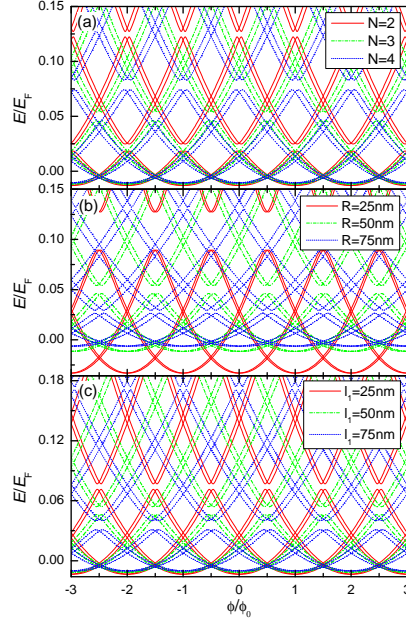 (a)
N=2
N=3
N=4
0.15
0.10
0.05
0.00
E/E_F
(b)
R=25nm
R=50nm
R=75nm
0.15
0.10
0.05
0.00
E/E_F
(c)
l_1=25nm
l_1=50nm
l_1=75nm
0.18
0.12
0.06
0.00
E/E_F
-3 -2 -1 0 1 2 3
ϕ/ϕ_0